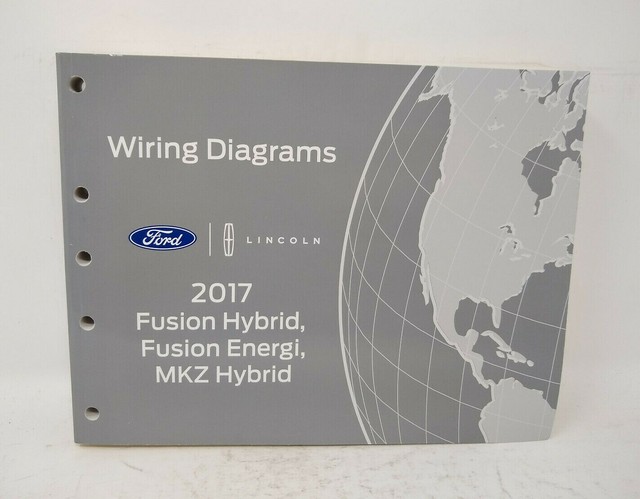 Wiring Diagrams
Ford LINCOLN
2017
Fusion Hybrid,
Fusion Energi,
MKZ Hybrid